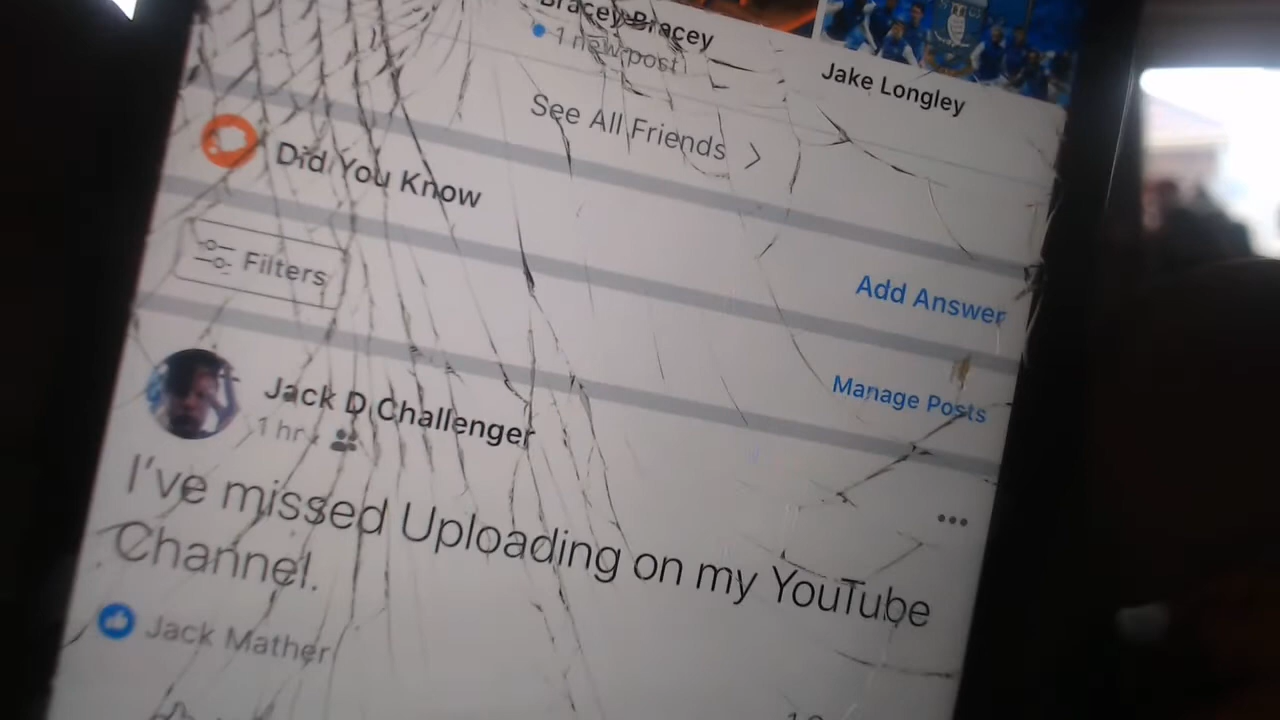 Bracey Bracey
1 new post
Jake Longley
See All Friends
Did You Know
Add Answer
Filters
Manage Posts
Jack D Challenger
1 hr
I've missed Uploading on my YouTube
Channel.
Jack Mather